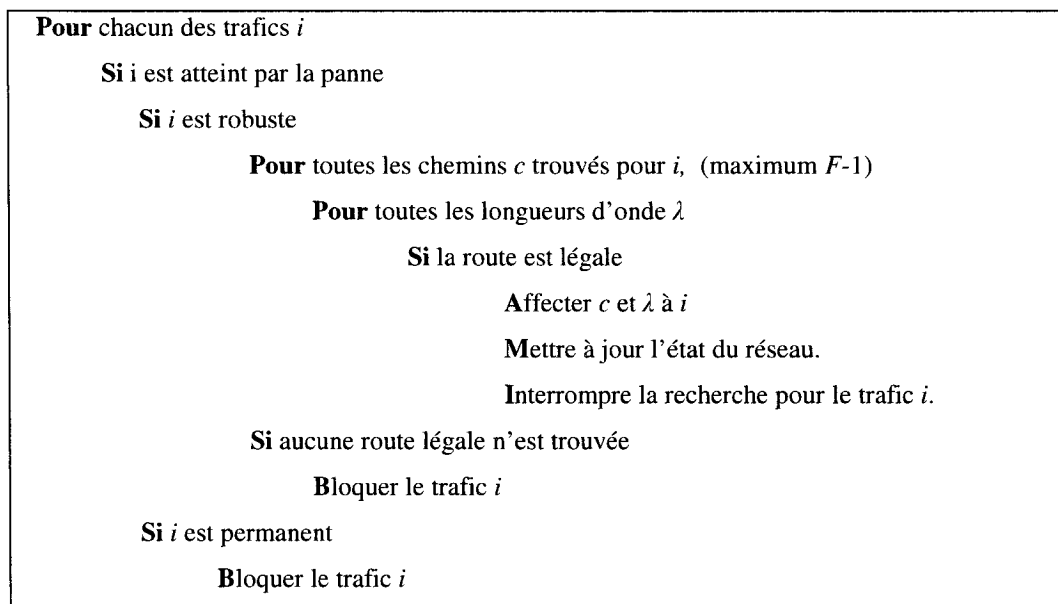 Pour chacun des trafics i
Si i est atteint par la panne
Si i est robuste
Pour toutes les chemins c trouvés pour i, (maximum F-1)
Pour toutes les longueurs d'onde λ
Si la route est légale
Affecter c et λ à i
Mettre à jour l'état du réseau.
Interrompre la recherche pour le trafic i.
Si aucune route légale n'est trouvée
Bloquer le trafic i
Si i est permanent
Bloquer le trafic i